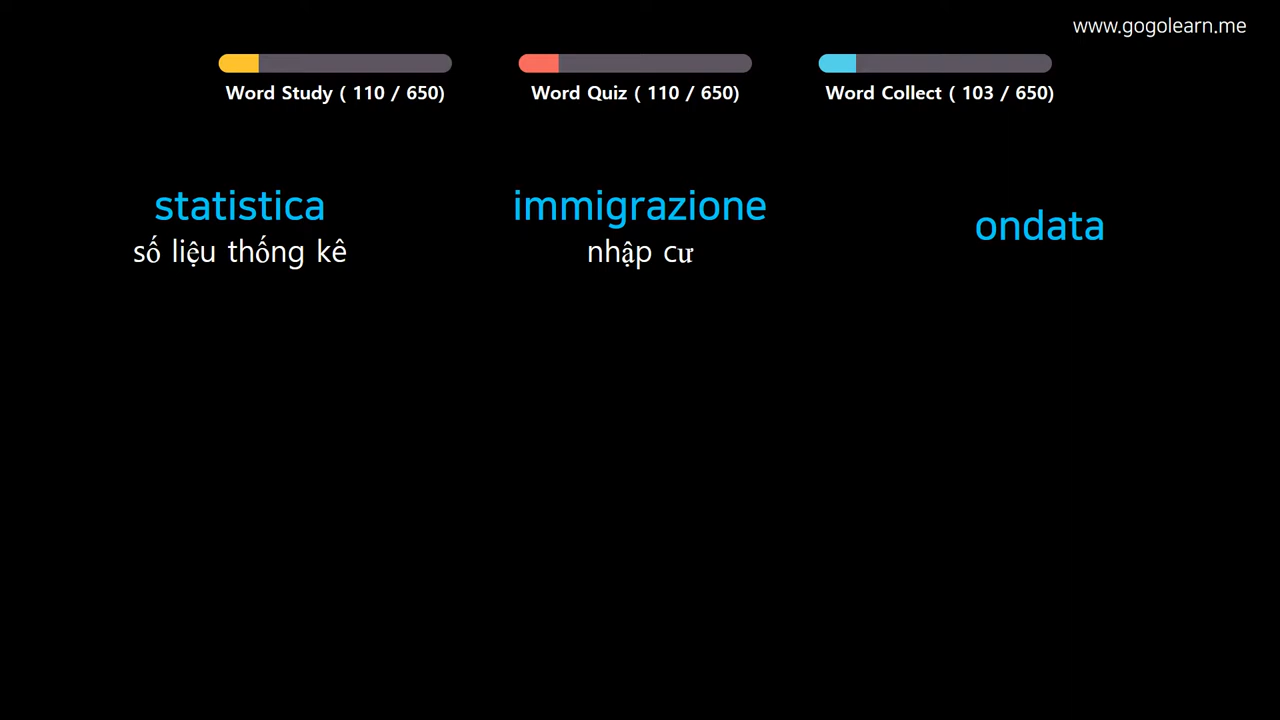 www.gogolearn.me
Word Study ( 110 / 650)
Word Quiz ( 110 / 650)
Word Collect ( 103 / 650)
statistica
số liệu thống kê
immigrazione
nhập cư
ondata